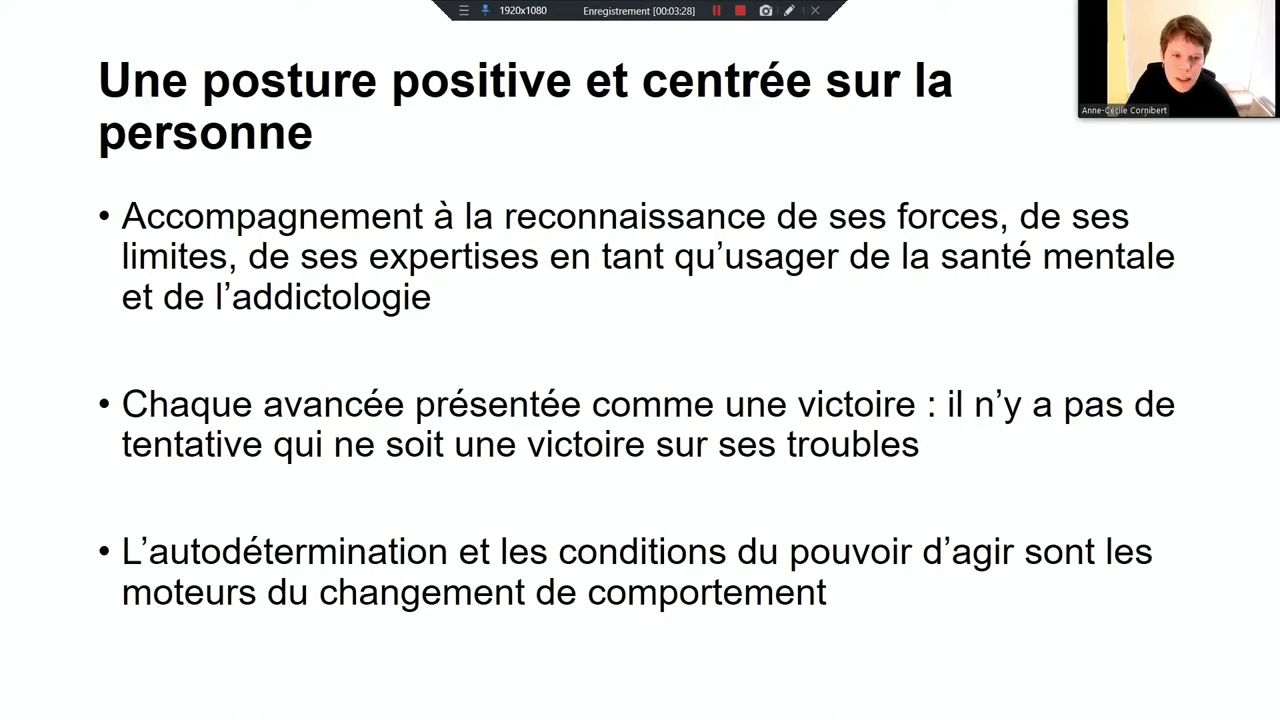 1920x1080 Enregistrement [00:03:28]
Anne-Cécile Cornibert
Une posture positive et centrée sur la
personne
• Accompagnement à la reconnaissance de ses forces, de ses
limites, de ses expertises en tant qu’usager de la santé mentale
et de l’addictologie
• Chaque avancée présentée comme une victoire : il n’y a pas de
tentative qui ne soit une victoire sur ses troubles
• L’autodétermination et les conditions du pouvoir d’agir sont les
moteurs du changement de comportement